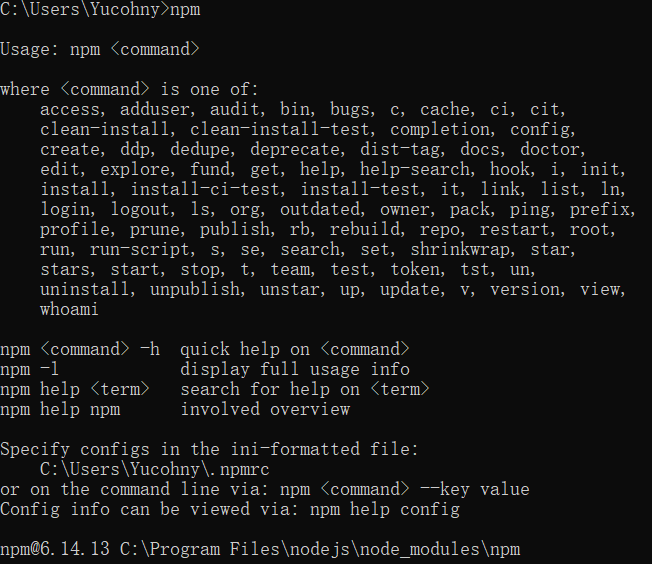 C:\Users\Yucohny>npm
Usage: npm <command>
where <command> is one of:
access, adduser, audit, bin, bugs, c, cache, ci, cit,
clean-install, clean-install-test, completion, config,
create, ddp, dedupe, deprecate, dist-tag, docs, doctor,
edit, explore, fund, get, help, help-search, hook, i, init,
install, install-ci-test, install-test, it, link, list, ln,
login, logout, ls, org, outdated, owner, pack, ping, prefix,
profile, prune, publish, rb, rebuild, repo, restart, root,
run, run-script, s, se, search, set, shrinkwrap, star,
stars, start, stop, t, team, test, token, tst, un,
uninstall, unpublish, unstar, up, update, v, version, view,
whoami
npm <command> -h  quick help on <command>
npm -l            display full usage info
npm help <term>   search for help on <term>
npm help npm      involved overview
Specify configs in the ini-formatted file:
C:\Users\Yucohny\.npmrc
or on the command line via: npm <command> --key value
Config info can be viewed via: npm help config
npm@6.14.13 C:\Program Files\nodejs\node_modules\npm